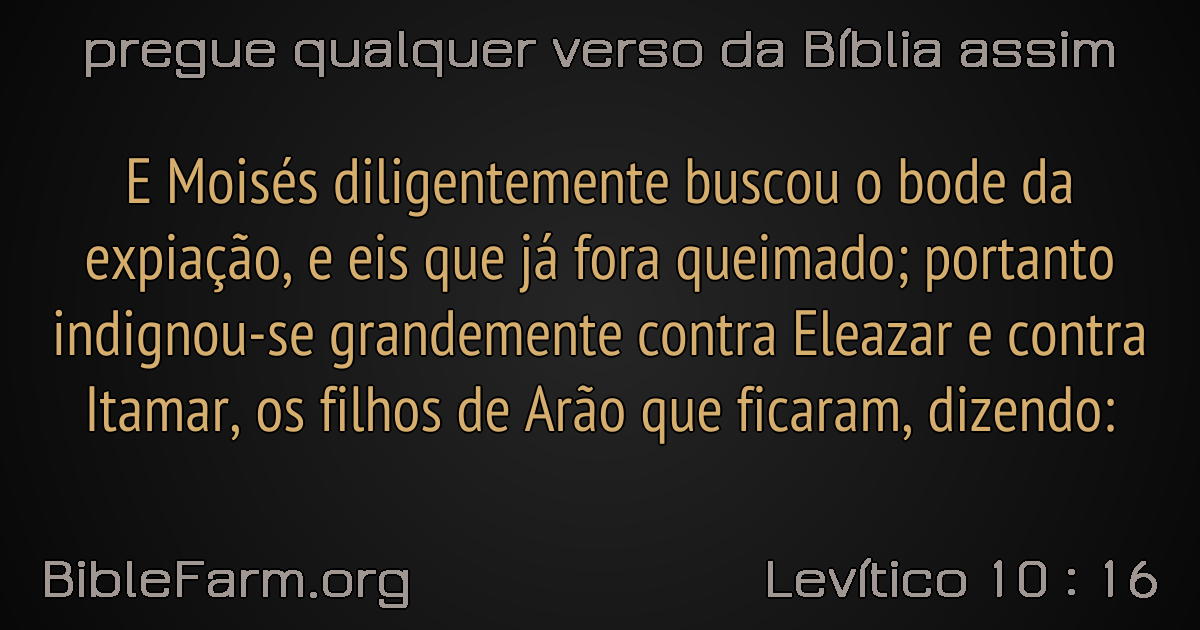 pregue qualquer verso da Bíblia assim
E Moisés diligentemente buscou o bode da
expiação, e eis que já fora queimado; portanto
indignou-se grandemente contra Eleazar e contra
Itamar, os filhos de Arão que ficaram, dizendo:
BibleFarm.org
Levítico 10 : 16